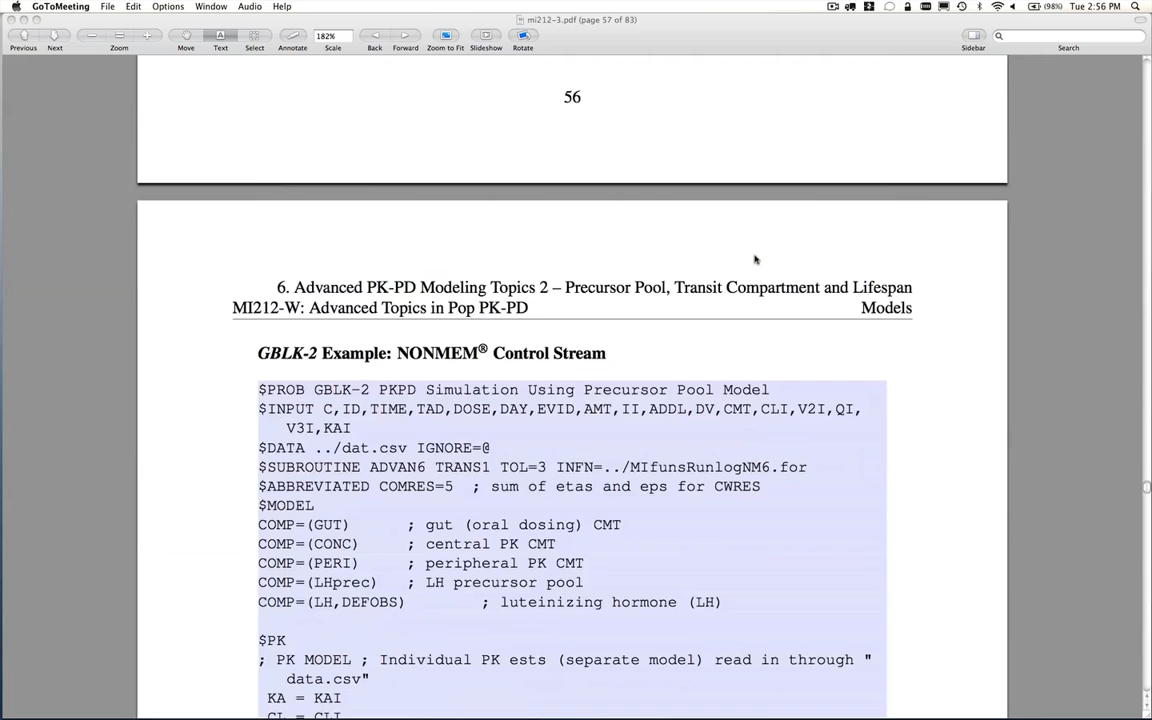 GoToMeeting File Edit Options Window Audio Help (98%) Tue 2:56 PM
mi212-3.pdf (page 57 of 83)
182%
Previous Next Zoom Move Text Select Annotate Scale Back Forward Zoom to Fit Slideshow Rotate Sidebar Search
56
6. Advanced PK-PD Modeling Topics 2 – Precursor Pool, Transit Compartment and Lifespan
MI212-W: Advanced Topics in Pop PK-PD Models
GBLK-2 Example: NONMEM® Control Stream
$PROB GBLK-2 PKPD Simulation Using Precursor Pool Model
$INPUT C,ID,TIME,TAD,DOSE,DAY,EVID,AMT,II,ADDL,DV,CMT,CLI,V2I,QI,
V3I,KAI
$DATA ../dat.csv IGNORE=@
$SUBROUTINE ADVAN6 TRANS1 TOL=3 INFN=../MIfunsRunlogNM6.for
$ABBREVIATED COMRES=5 ; sum of etas and eps for CWRES
$MODEL
COMP=(GUT) ; gut (oral dosing) CMT
COMP=(CONC) ; central PK CMT
COMP=(PERI) ; peripheral PK CMT
COMP=(LHprec) ; LH precursor pool
COMP=(LH,DEFOBS) ; luteinizing hormone (LH)
$PK
; PK MODEL ; Individual PK ests (separate model) read in through "
data.csv"
KA = KAI
CL = CLI